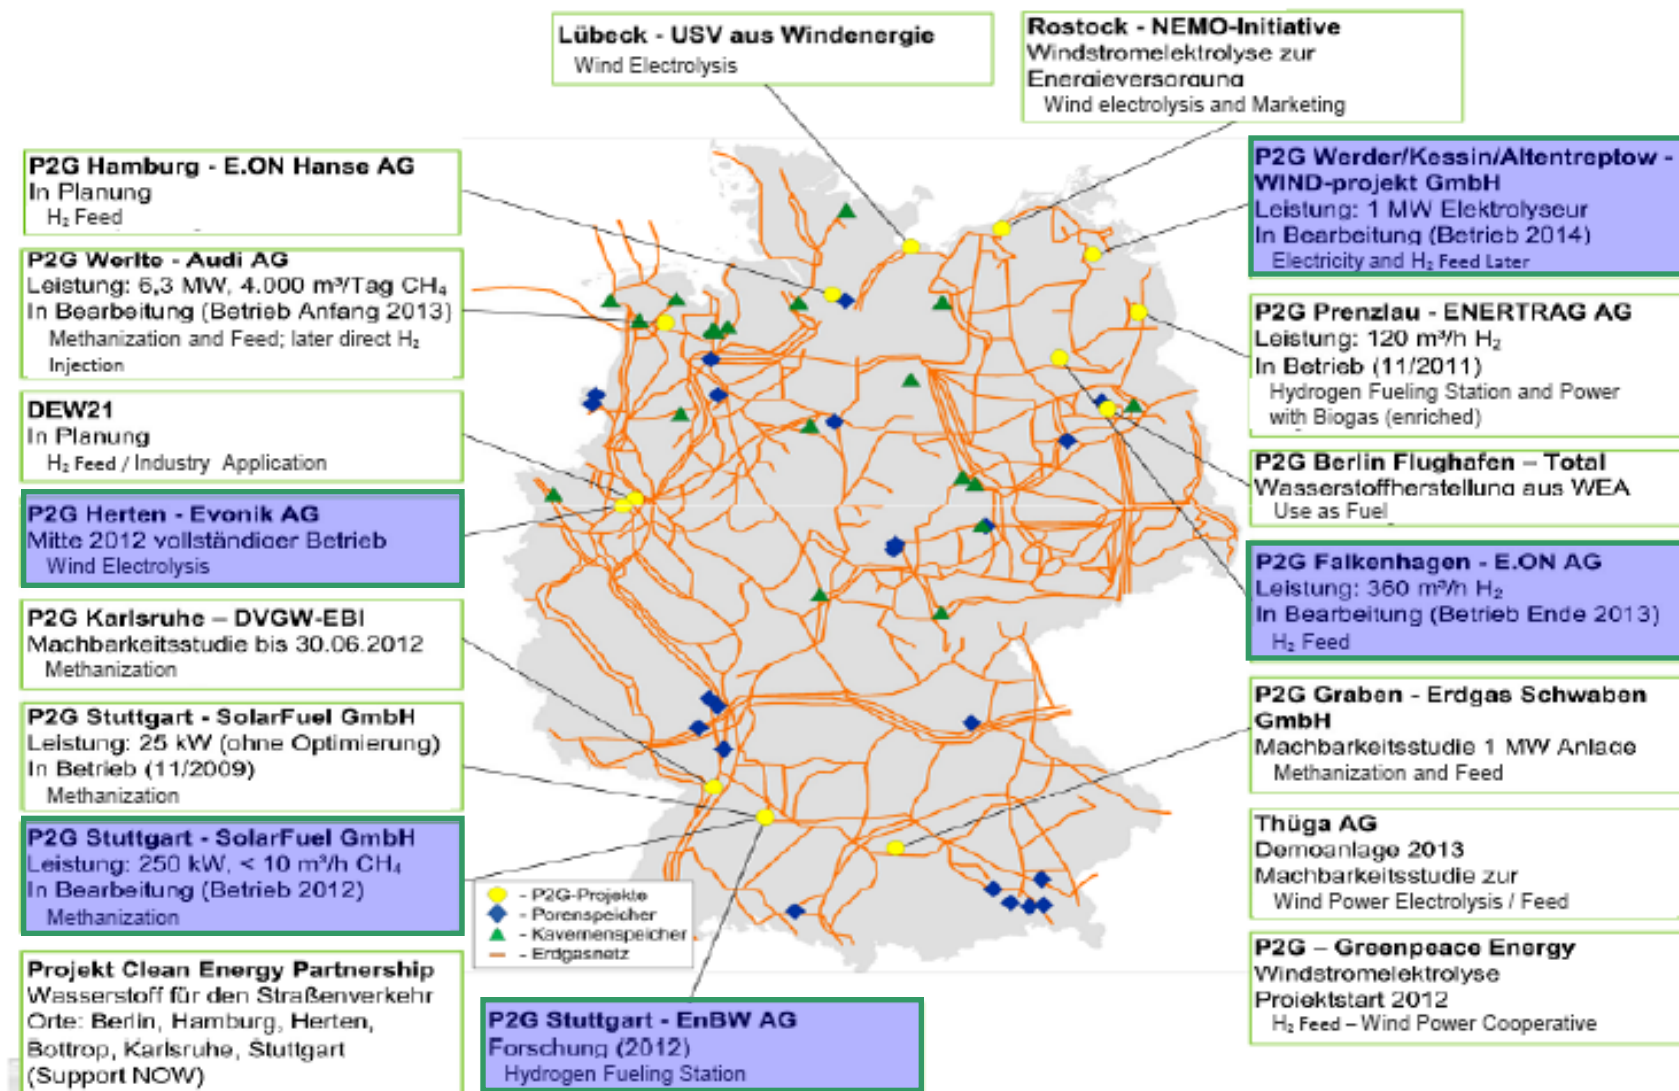 Lübeck - USV aus Windenergie
Wind Electrolysis
Rostock - NEMO-Initiative
Windstromelektrolyse zur
Energieversorgung
Wind electrolysis and Marketing
P2G Hamburg - E.ON Hanse AG
In Planung
H₂ Feed
P2G Werlte - Audi AG
Leistung: 6,3 MW, 4.000 m³/Tag CH₄
In Bearbeitung (Betrieb Anfang 2013)
Methanization and Feed; later direct H₂
Injection
DEW21
In Planung
H₂ Feed / Industry Application
P2G Herten - Evonik AG
Mitte 2012 vollständiger Betrieb
Wind Electrolysis
P2G Karlsruhe – DVGW-EBI
Machbarkeitsstudie bis 30.06.2012
Methanization
P2G Stuttgart - SolarFuel GmbH
Leistung: 25 kW (ohne Optimierung)
In Betrieb (11/2009)
Methanization
P2G Stuttgart - SolarFuel GmbH
Leistung: 250 kW, < 10 m³/h CH₄
In Bearbeitung (Betrieb 2012)
Methanization
Projekt Clean Energy Partnership
Wasserstoff für den Straßenverkehr
Orte: Berlin, Hamburg, Herten,
Bottrop, Karlsruhe, Stuttgart
(Support NOW)
- P2G-Projekte
- Porenspeicher
- Kavernenspeicher
- Erdgasnetz
P2G Stuttgart - EnBW AG
Forschung (2012)
Hydrogen Fueling Station
P2G Werder/Kessin/Altentreptow -
WIND-projekt GmbH
Leistung: 1 MW Elektrolyseur
In Bearbeitung (Betrieb 2014)
Electricity and H₂ Feed Later
P2G Prenzlau - ENERTRAG AG
Leistung: 120 m³/h H₂
In Betrieb (11/2011)
Hydrogen Fueling Station and Power
with Biogas (enriched)
P2G Berlin Flughafen – Total
Wasserstoffherstellung aus WEA
Use as Fuel
P2G Falkenhagen - E.ON AG
Leistung: 360 m³/h H₂
In Bearbeitung (Betrieb Ende 2013)
H₂ Feed
P2G Graben - Erdgas Schwaben
GmbH
Machbarkeitsstudie 1 MW Anlage
Methanization and Feed
Thüga AG
Demoanlage 2013
Machbarkeitsstudie zur
Wind Power Electrolysis / Feed
P2G – Greenpeace Energy
Windstromelektrolyse
Projektstart 2012
H₂ Feed – Wind Power Cooperative